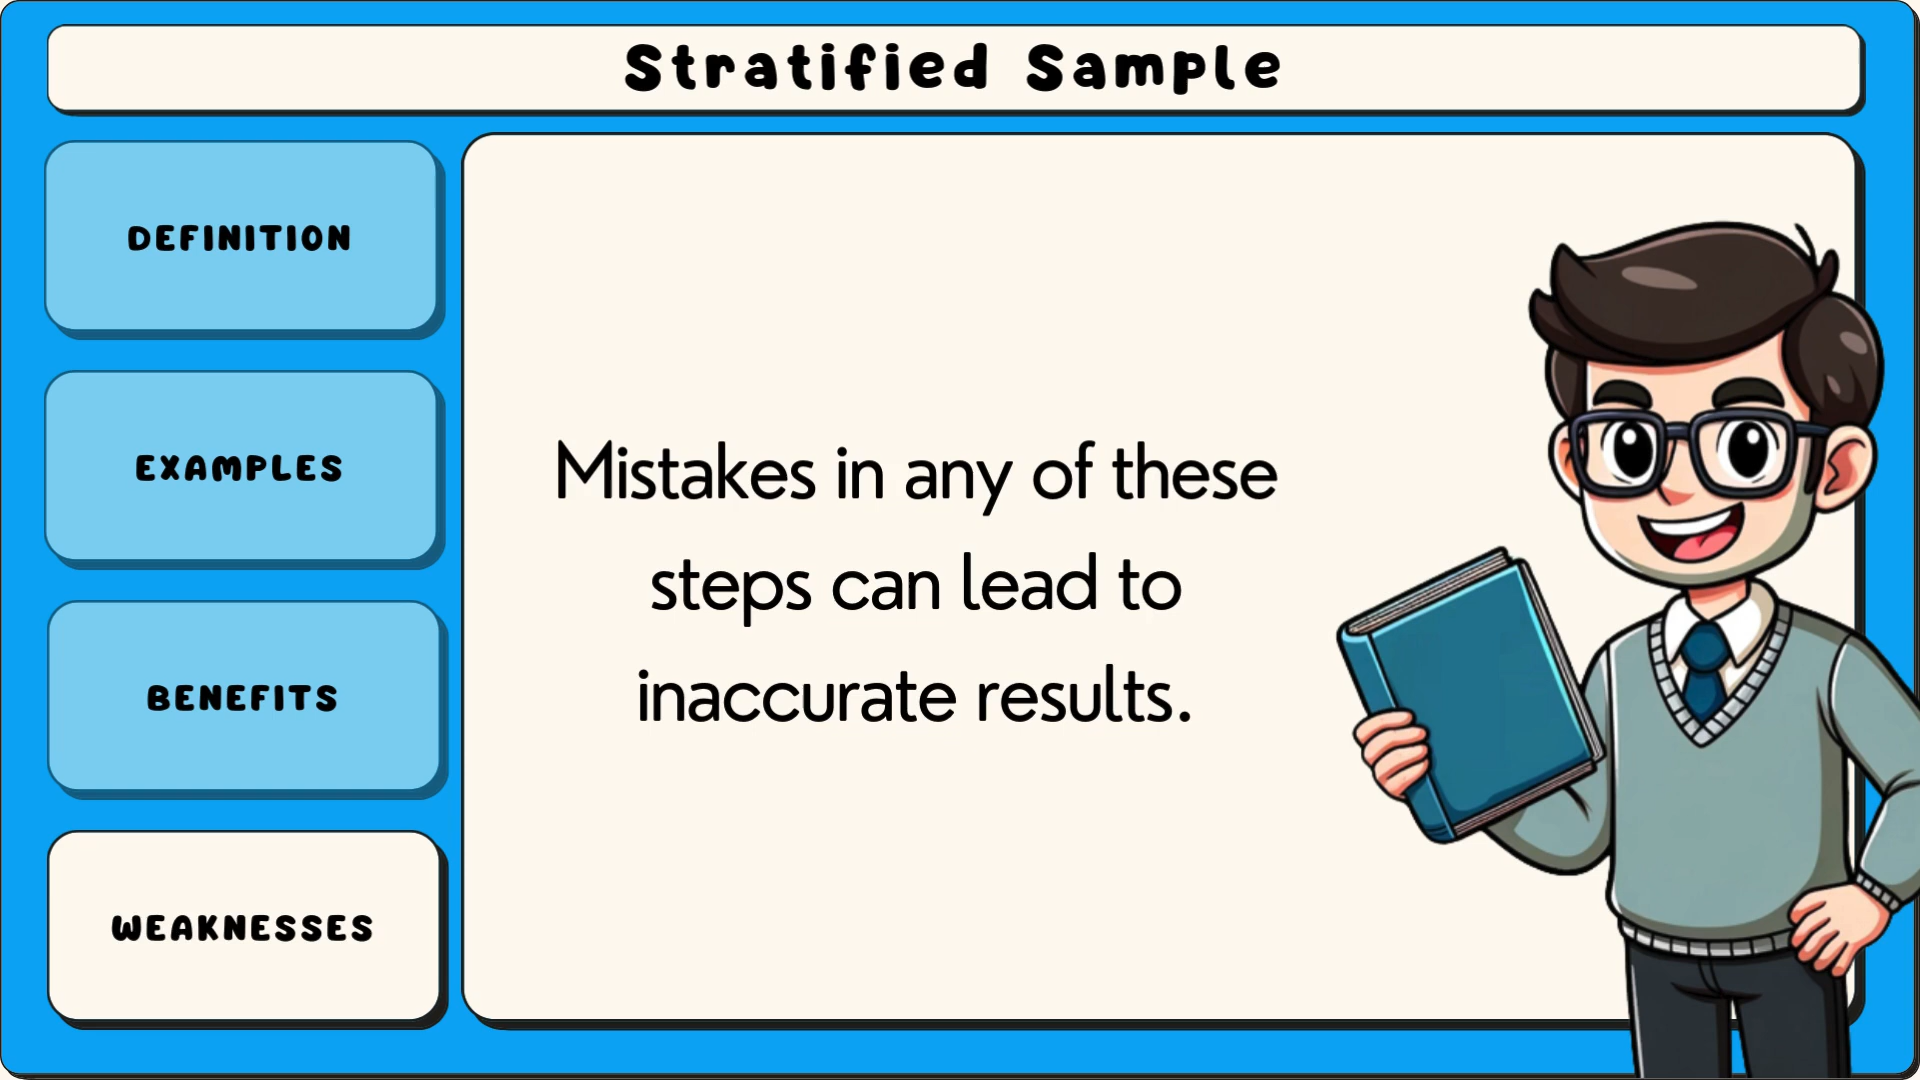 Stratified Sample
DEFINITION
EXAMPLES
BENEFITS
WEAKNESSES
Mistakes in any of these
steps can lead to
inaccurate results.